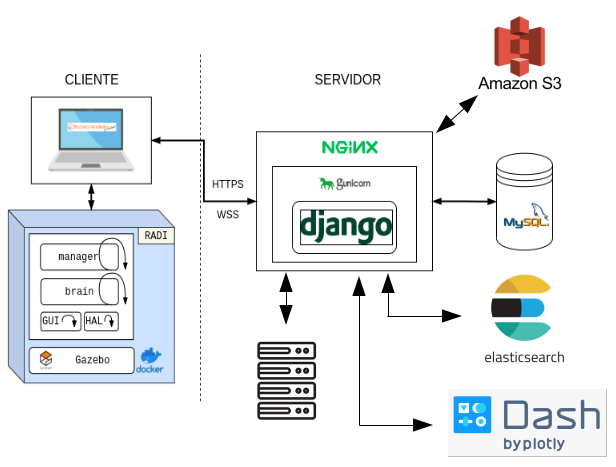 CLIENTE
SERVIDOR
Amazon S3
NGINX
HTTPS
WSS
gunicorn
django
MySQL
RADI
manager
brain
GUI
HAL
Gazebo
docker
elasticsearch
Dash
by plotly